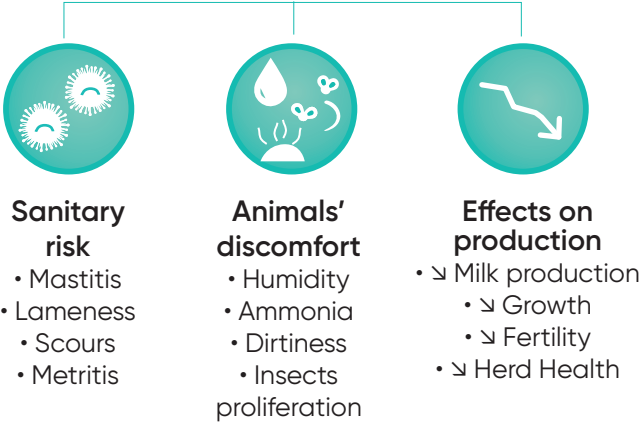 Sanitary
risk
• Mastitis
• Lameness
• Scours
• Metritis
Animals’
discomfort
• Humidity
• Ammonia
• Dirtiness
• Insects
proliferation
Effects on
production
• ↘ Milk production
• ↘ Growth
• ↘ Fertility
• ↘ Herd Health